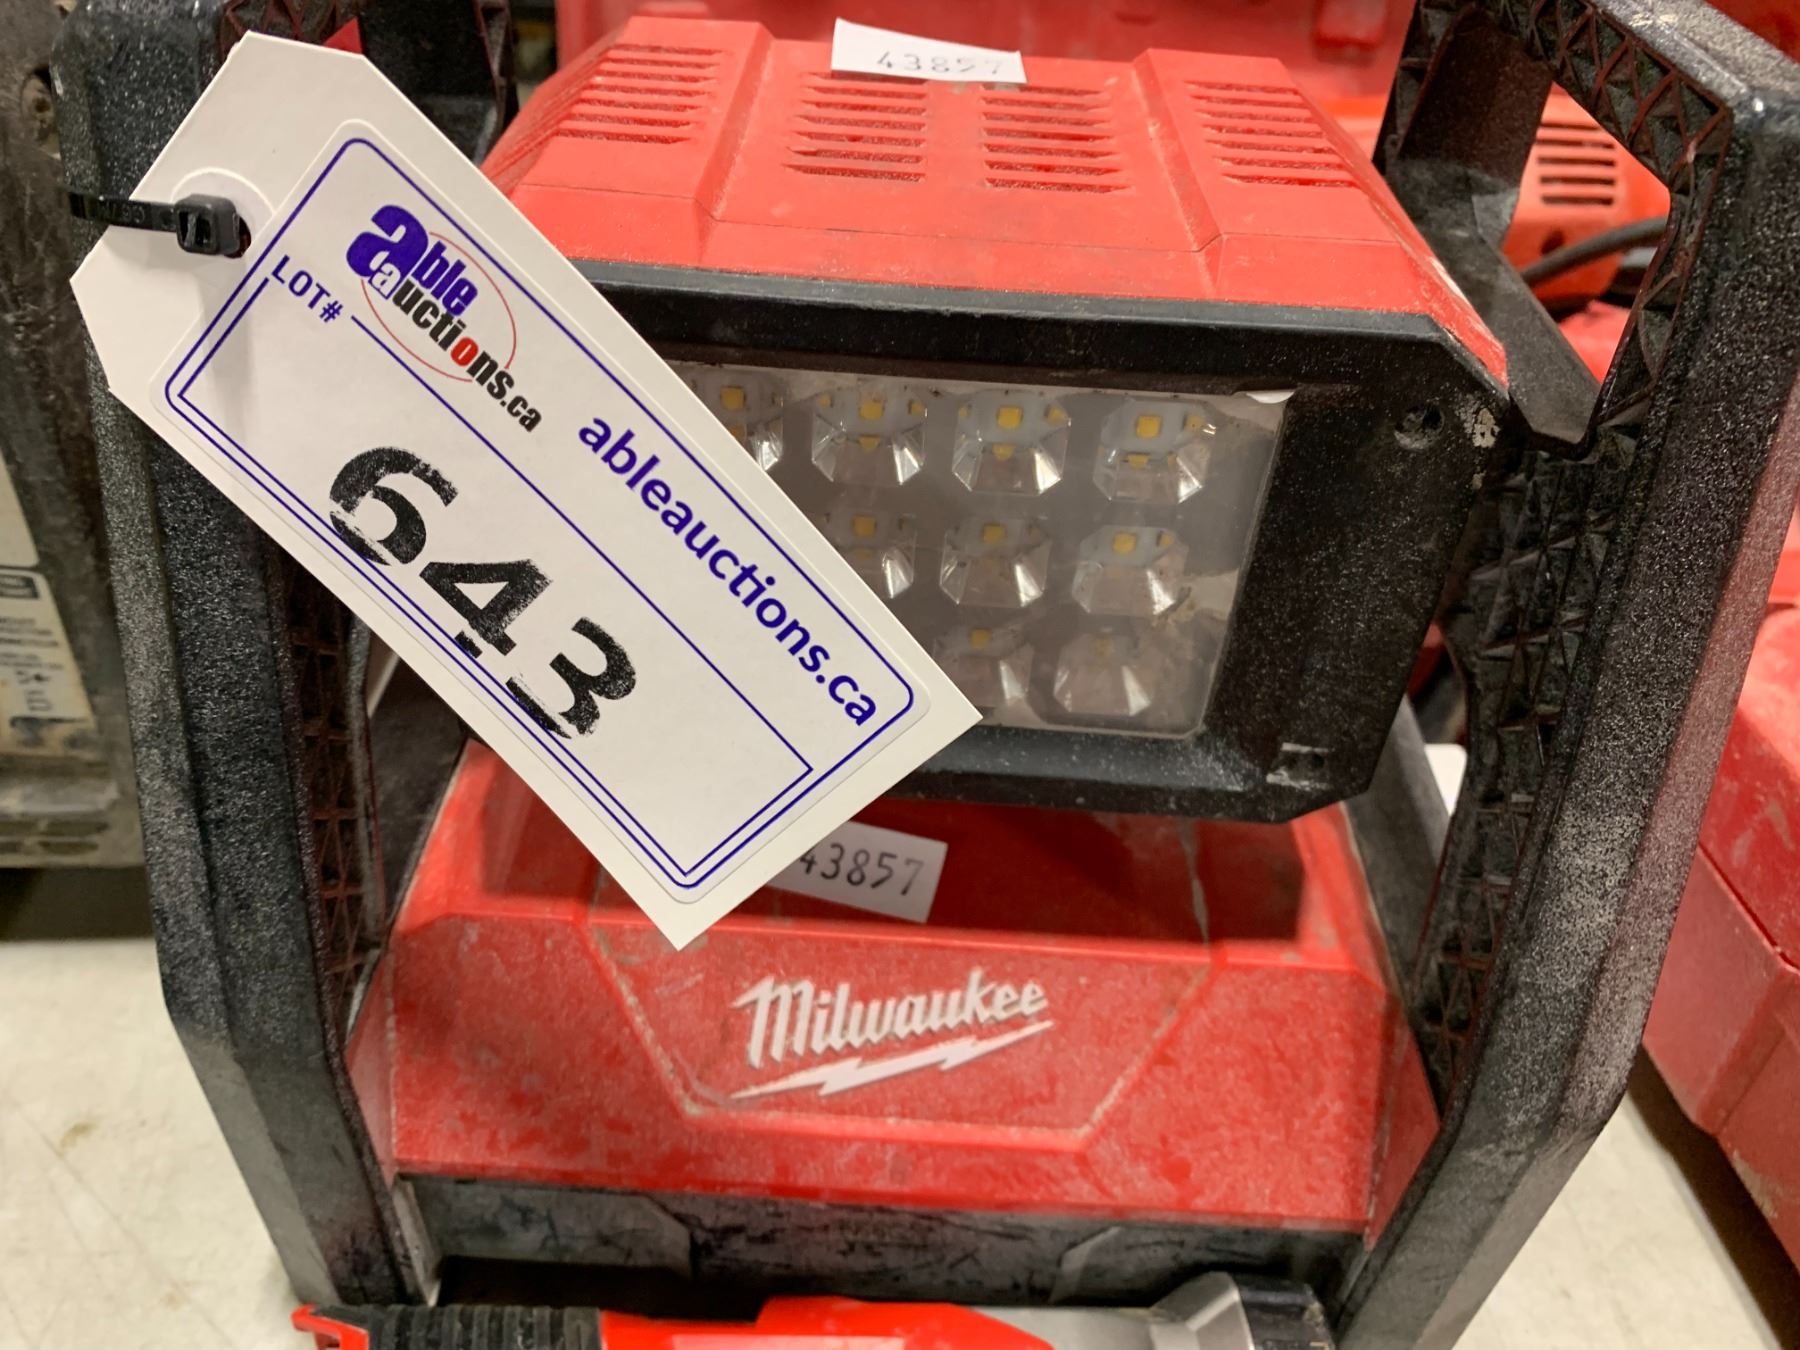 43857
able
auctions.ca
LOT#
ableauctions.ca
643
43857
Milwaukee